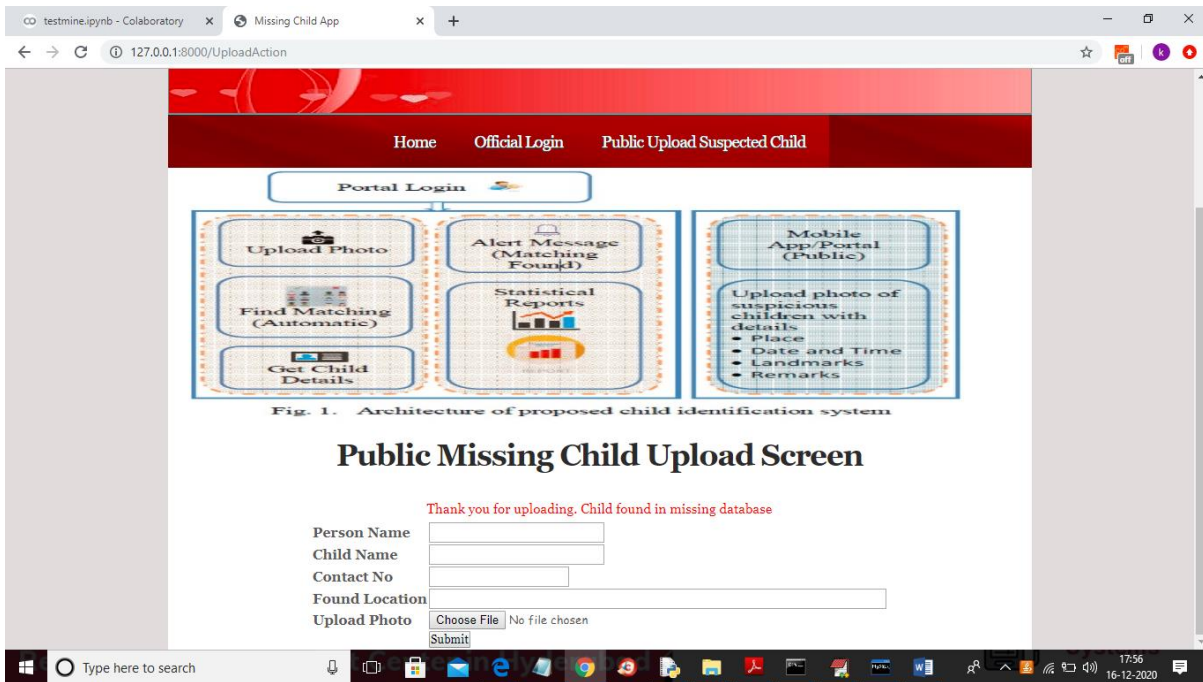 testmine.ipynb - Colaboratory
Missing Child App
127.0.0.1:8000/UploadAction
off
k
Home Official Login Public Upload Suspected Child
Portal Login
Upload Photo
Find Matching
(Automatic)
Get Child
Details
Alert Message
(Matching
Found)
Statistical
Reports
Mobile
App/Portal
(Public)
Upload photo of
suspicious
children with
details
• Place
• Date and Time
• Landmarks
• Remarks
Fig. 1. Architecture of proposed child identification system
Public Missing Child Upload Screen
Thank you for uploading. Child found in missing database
Person Name
Child Name
Contact No
Found Location
Upload Photo Choose File No file chosen
Submit
Type here to search
17:56
16-12-2020